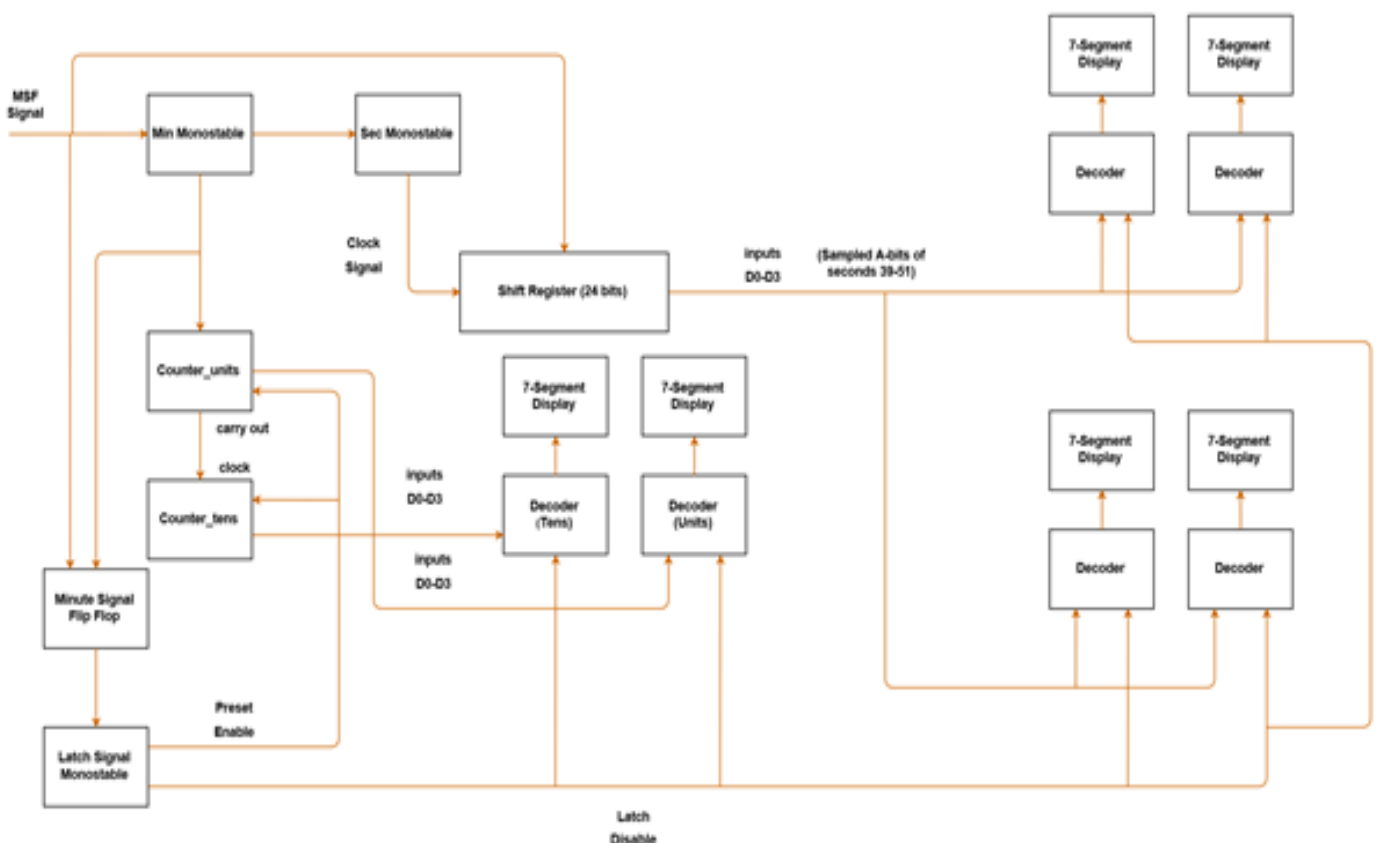 7-Segment
Display
7-Segment
Display
MSF
Signal
Min Monostable
Sec Monostable
Decoder
Decoder
Clock
Signal
inputs
D0-D3
(Sampled A-bits of
seconds 39-51)
Shift Register (24 bits)
Counter_units
7-Segment
Display
7-Segment
Display
carry out
clock
7-Segment
Display
7-Segment
Display
inputs
D0-D3
Counter_tens
Decoder
(Tens)
Decoder
(Units)
inputs
D0-D3
Decoder
Decoder
Minute Signal
Flip Flop
Preset
Enable
Latch Signal
Monostable
Latch
Disable